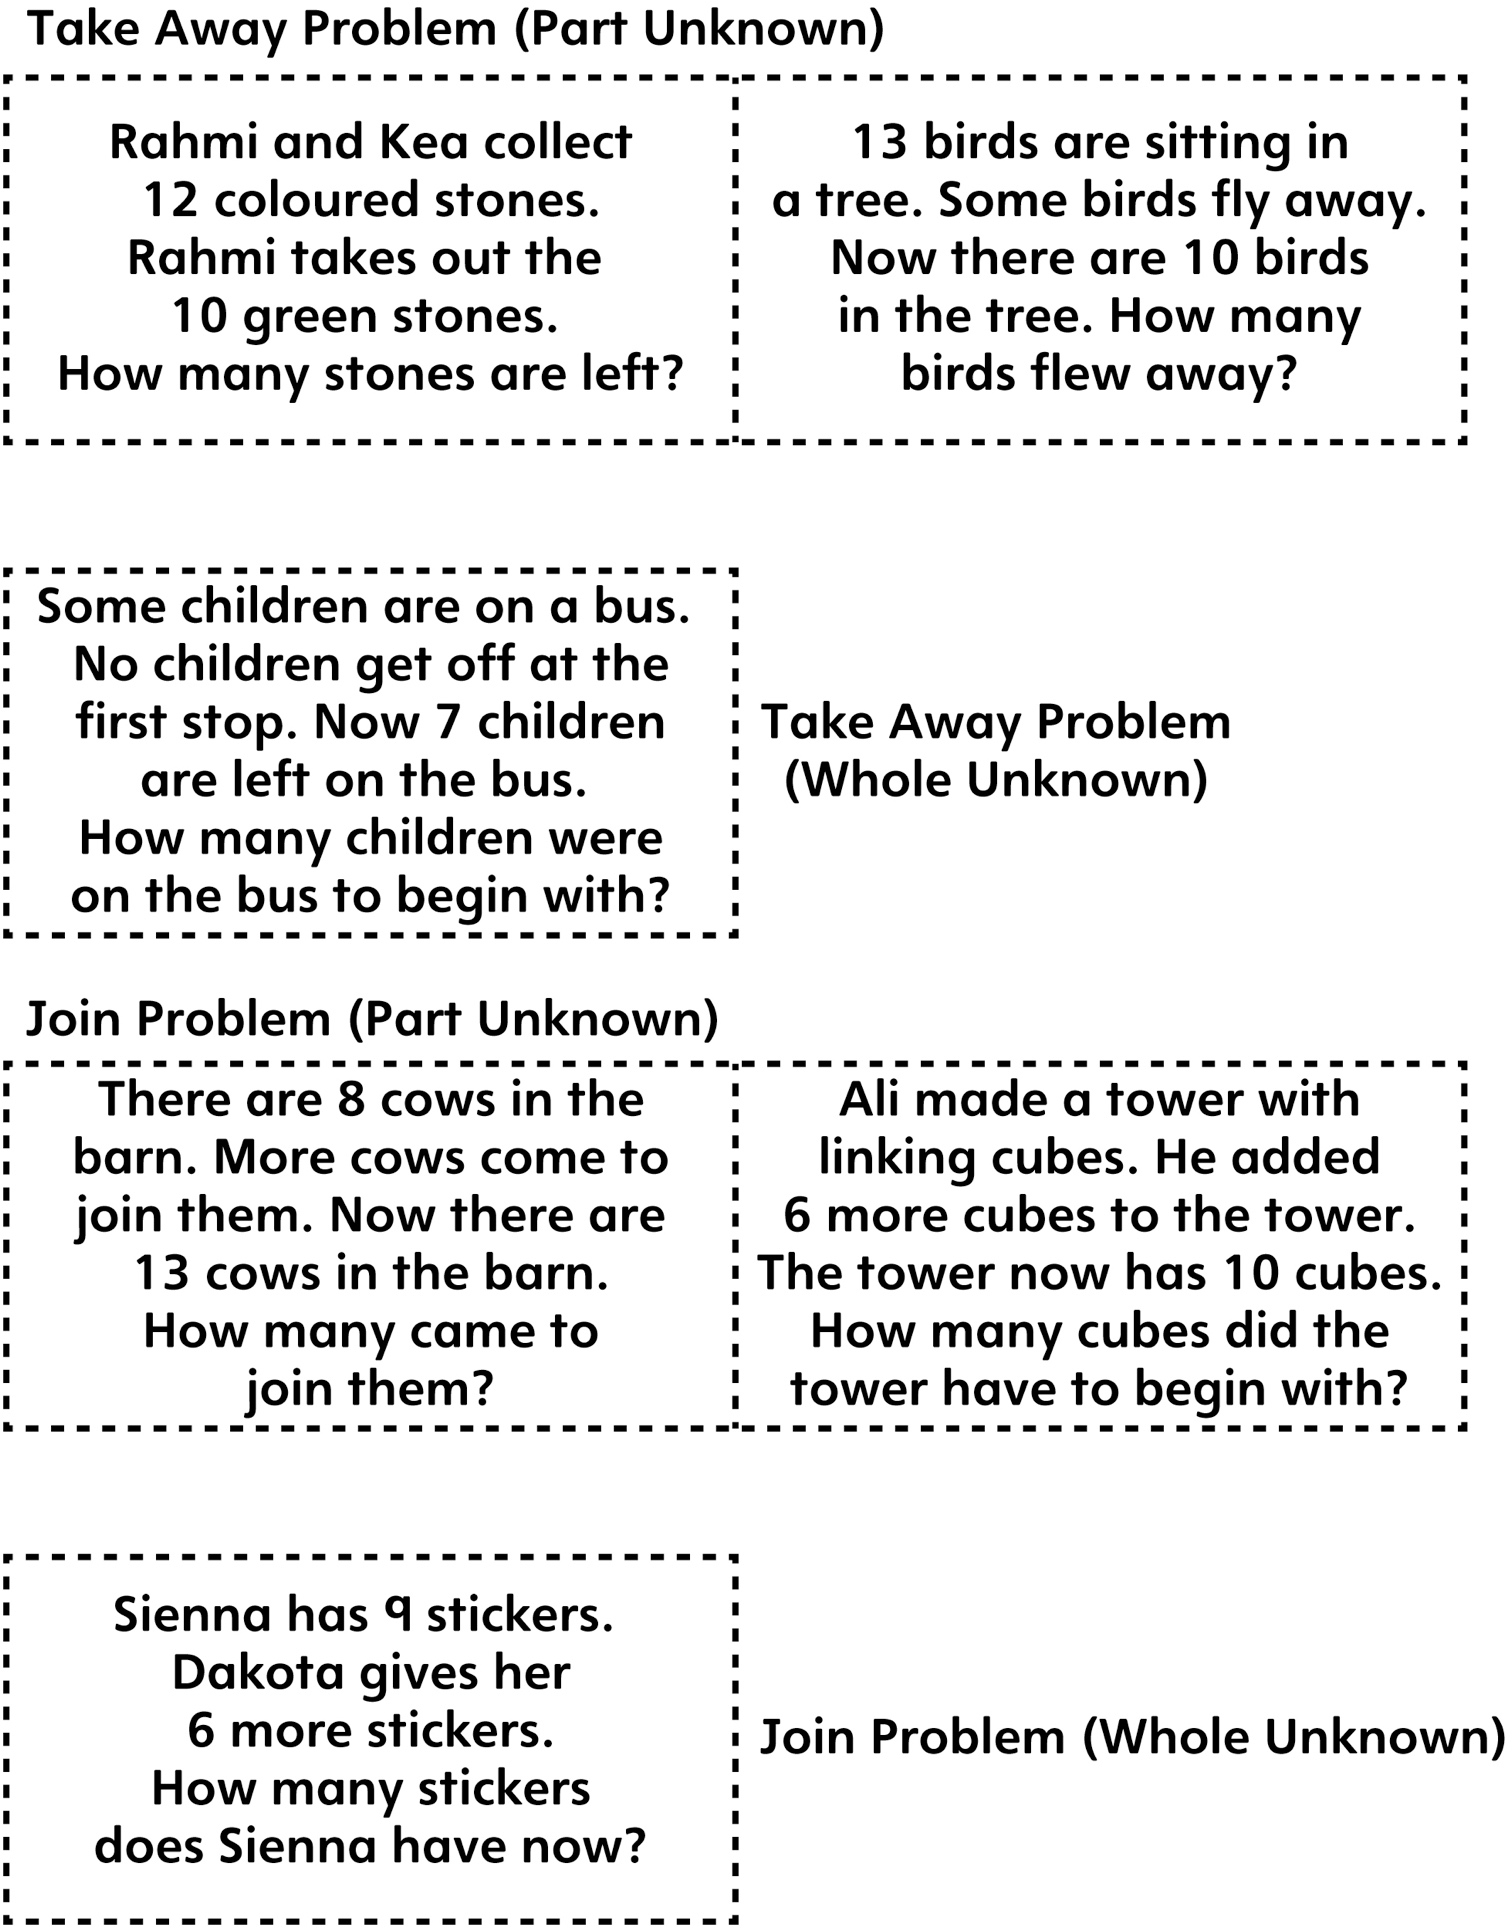 Take Away Problem (Part Unknown)
Rahmi and Kea collect
12 coloured stones.
Rahmi takes out the
10 green stones.
How many stones are left?
13 birds are sitting in
a tree. Some birds fly away.
Now there are 10 birds
in the tree. How many
birds flew away?
Some children are on a bus.
No children get off at the
first stop. Now 7 children
are left on the bus.
How many children were
on the bus to begin with?
Take Away Problem
(Whole Unknown)
Join Problem (Part Unknown)
There are 8 cows in the
barn. More cows come to
join them. Now there are
13 cows in the barn.
How many came to
join them?
Ali made a tower with
linking cubes. He added
6 more cubes to the tower.
The tower now has 10 cubes.
How many cubes did the
tower have to begin with?
Sienna has 9 stickers.
Dakota gives her
6 more stickers.
How many stickers
does Sienna have now?
Join Problem (Whole Unknown)